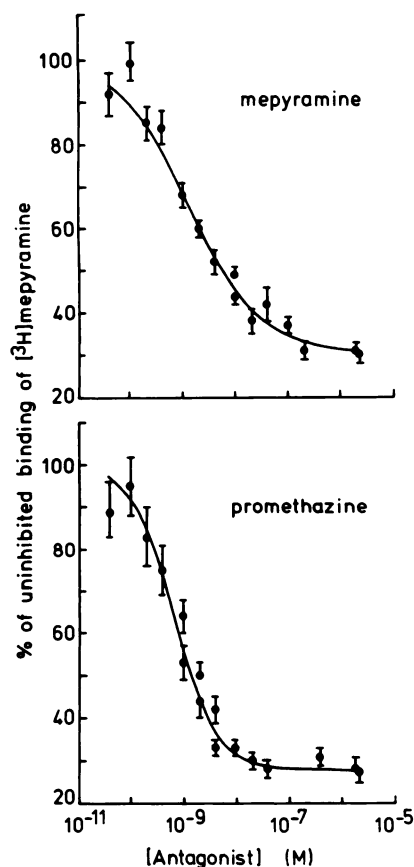 100
80
60
40
20
mepyramine
100
80
60
40
20
promethazine
% of uninhibited binding of [³H]mepyramine
10⁻¹¹ 10⁻⁹ 10⁻⁷ 10⁻⁵
[Antagonist] (M)